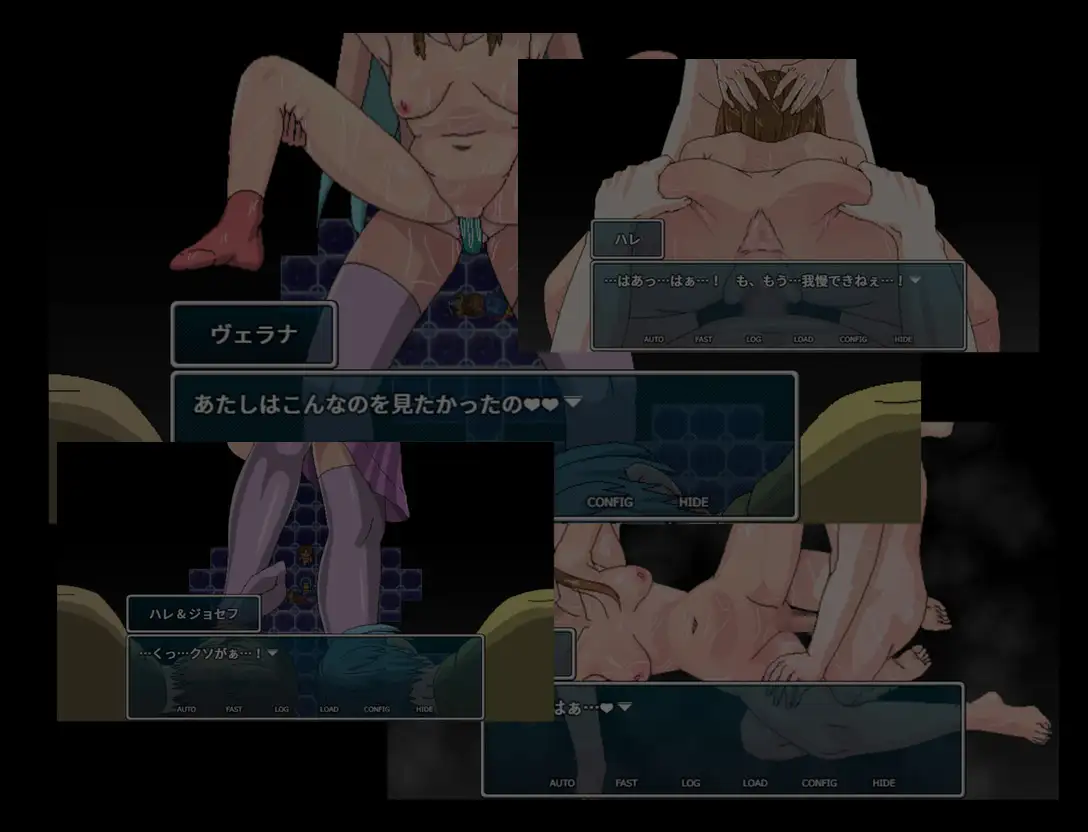 ハレ
…はあっ…はぁ…！　も、もう…我慢できねぇ…！
AUTO FAST LOG LOAD CONFIG HIDE
ヴェラナ
あたしはこんなのを見たかったの❤❤
CONFIG HIDE
ハレ＆ジョセフ
…くっ…クソがぁ…！
AUTO FAST LOG LOAD CONFIG HIDE
はぁ…❤
AUTO FAST LOG LOAD CONFIG HIDE